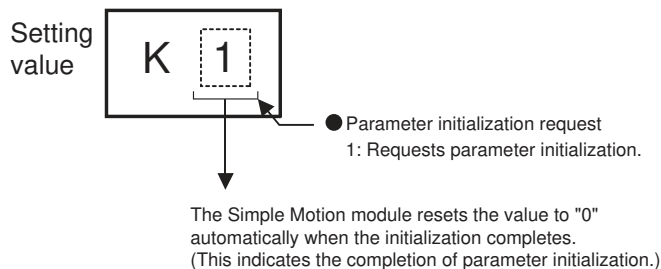 Setting
value
K 1
● Parameter initialization request
1: Requests parameter initialization.
The Simple Motion module resets the value to "0"
automatically when the initialization completes.
(This indicates the completion of parameter initialization.)